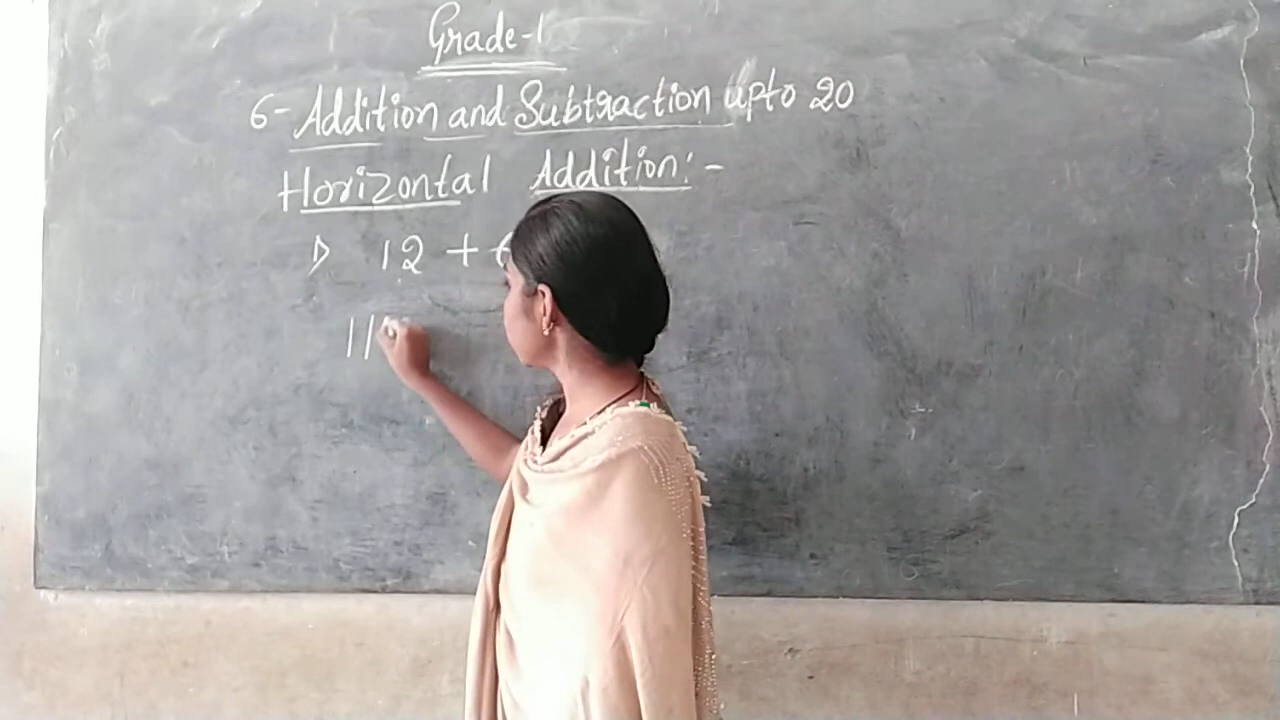 Grade-1
6-Addition and Subtraction upto 20
Horizontal Addition:-
1) 12 +
||